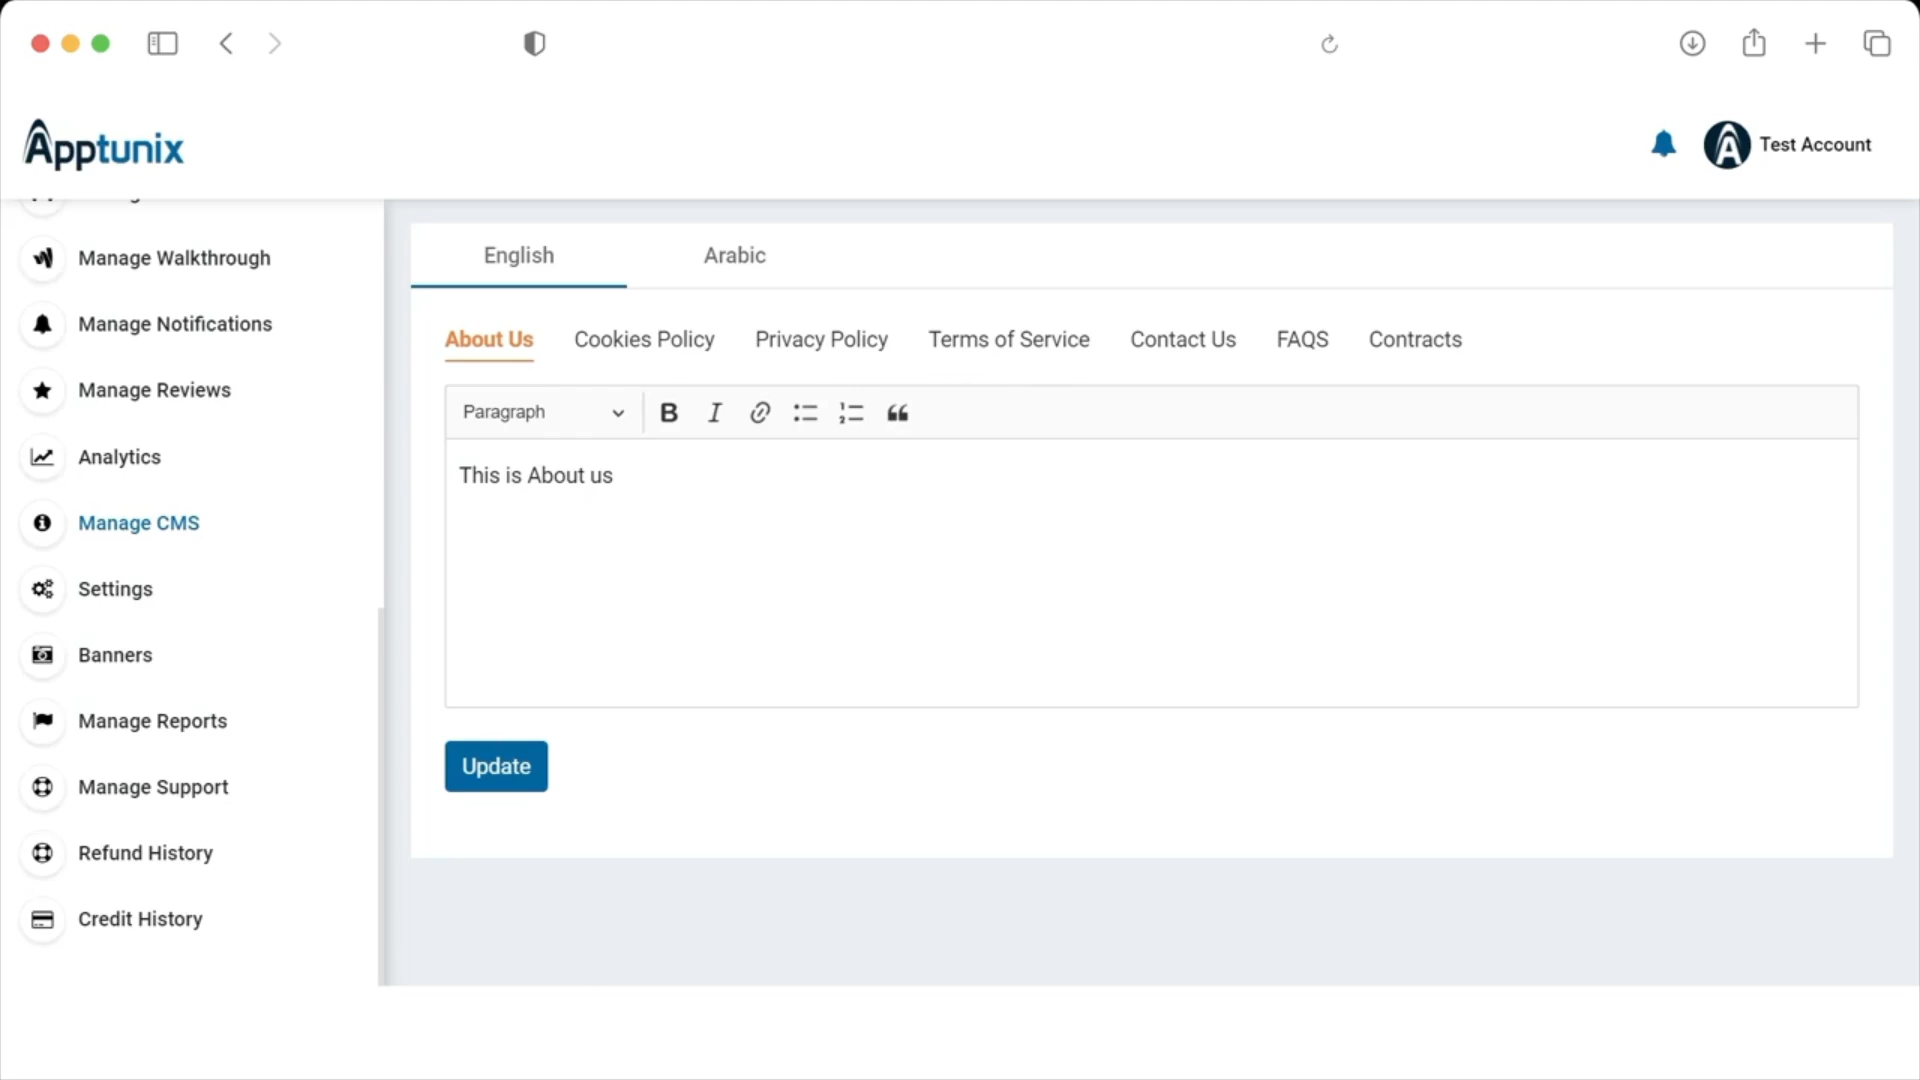 Apptunix
Test Account
Manage Walkthrough
Manage Notifications
Manage Reviews
Analytics
Manage CMS
Settings
Banners
Manage Reports
Manage Support
Refund History
Credit History
English Arabic
About Us Cookies Policy Privacy Policy Terms of Service Contact Us FAQS Contracts
Paragraph
This is About us
Update